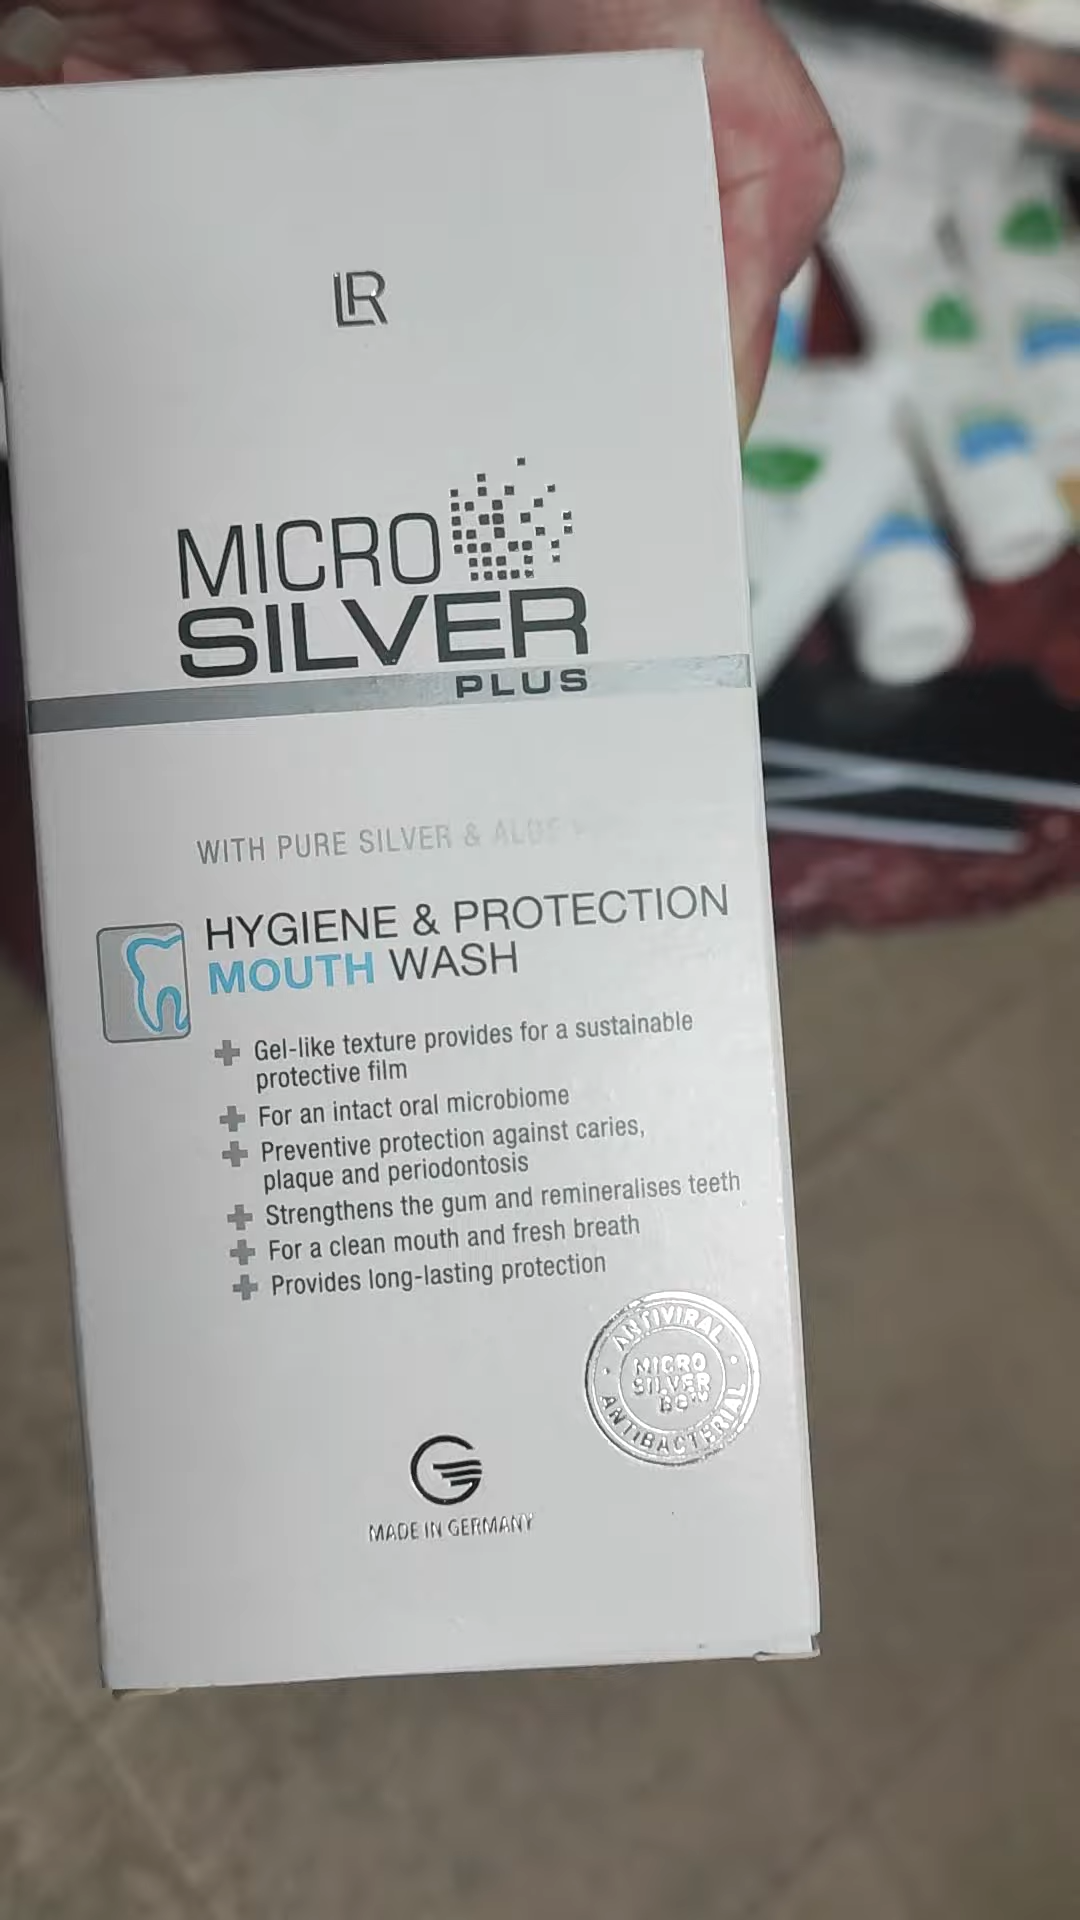 LR
MICRO
SILVER
PLUS
WITH PURE SILVER & ALOE
HYGIENE & PROTECTION
MOUTH WASH
Gel-like texture provides for a sustainable
protective film
For an intact oral microbiome
Preventive protection against caries,
plaque and periodontosis
Strengthens the gum and remineralises teeth
For a clean mouth and fresh breath
Provides long-lasting protection
ANTIVIRAL
MICRO
SILVER
BG™
ANTIBACTERIAL
G
MADE IN GERMANY